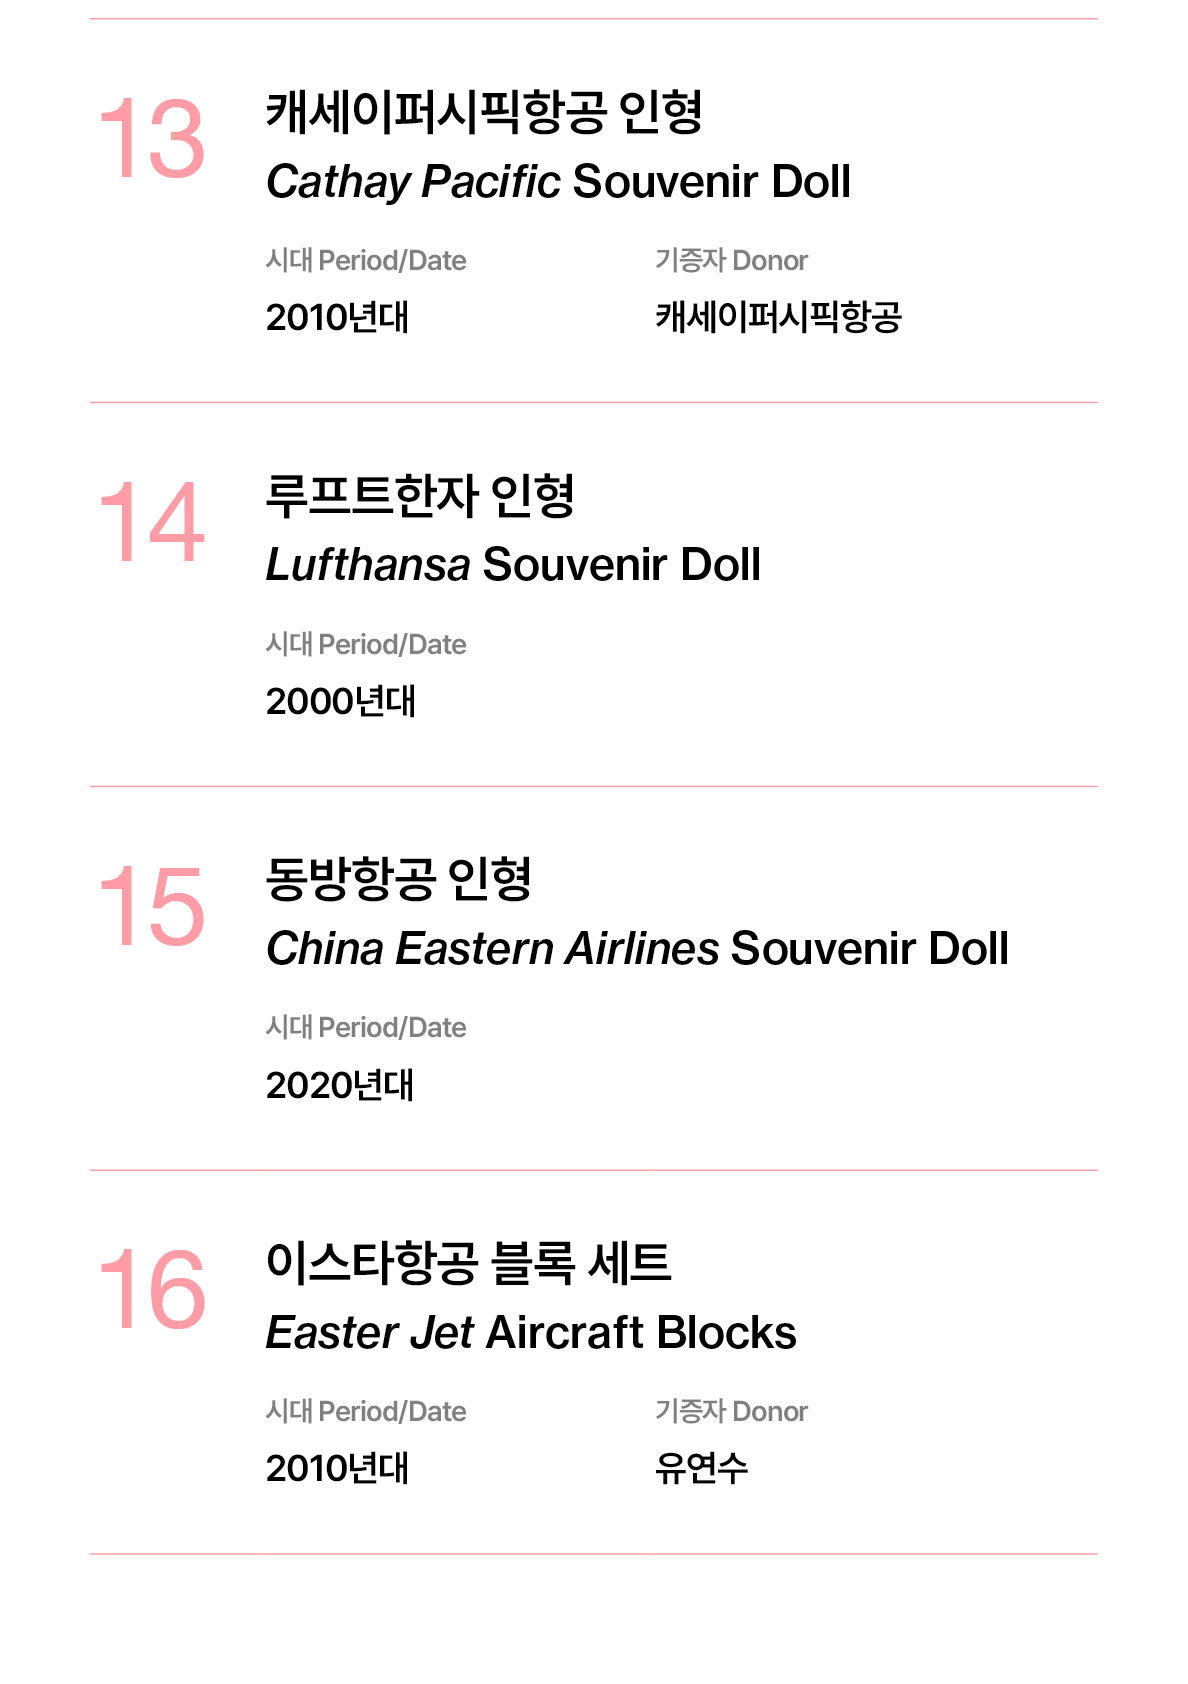 13
캐세이퍼시픽항공 인형
Cathay Pacific Souvenir Doll
시대 Period/Date
기증자 Donor
2010년대
캐세이퍼시픽항공
14
루프트한자 인형
Lufthansa Souvenir Doll
시대 Period/Date
2000년대
15
동방항공 인형
China Eastern Airlines Souvenir Doll
시대 Period/Date
2020년대
16
이스타항공 블록 세트
Easter Jet Aircraft Blocks
시대 Period/Date
기증자 Donor
2010년대
유연수